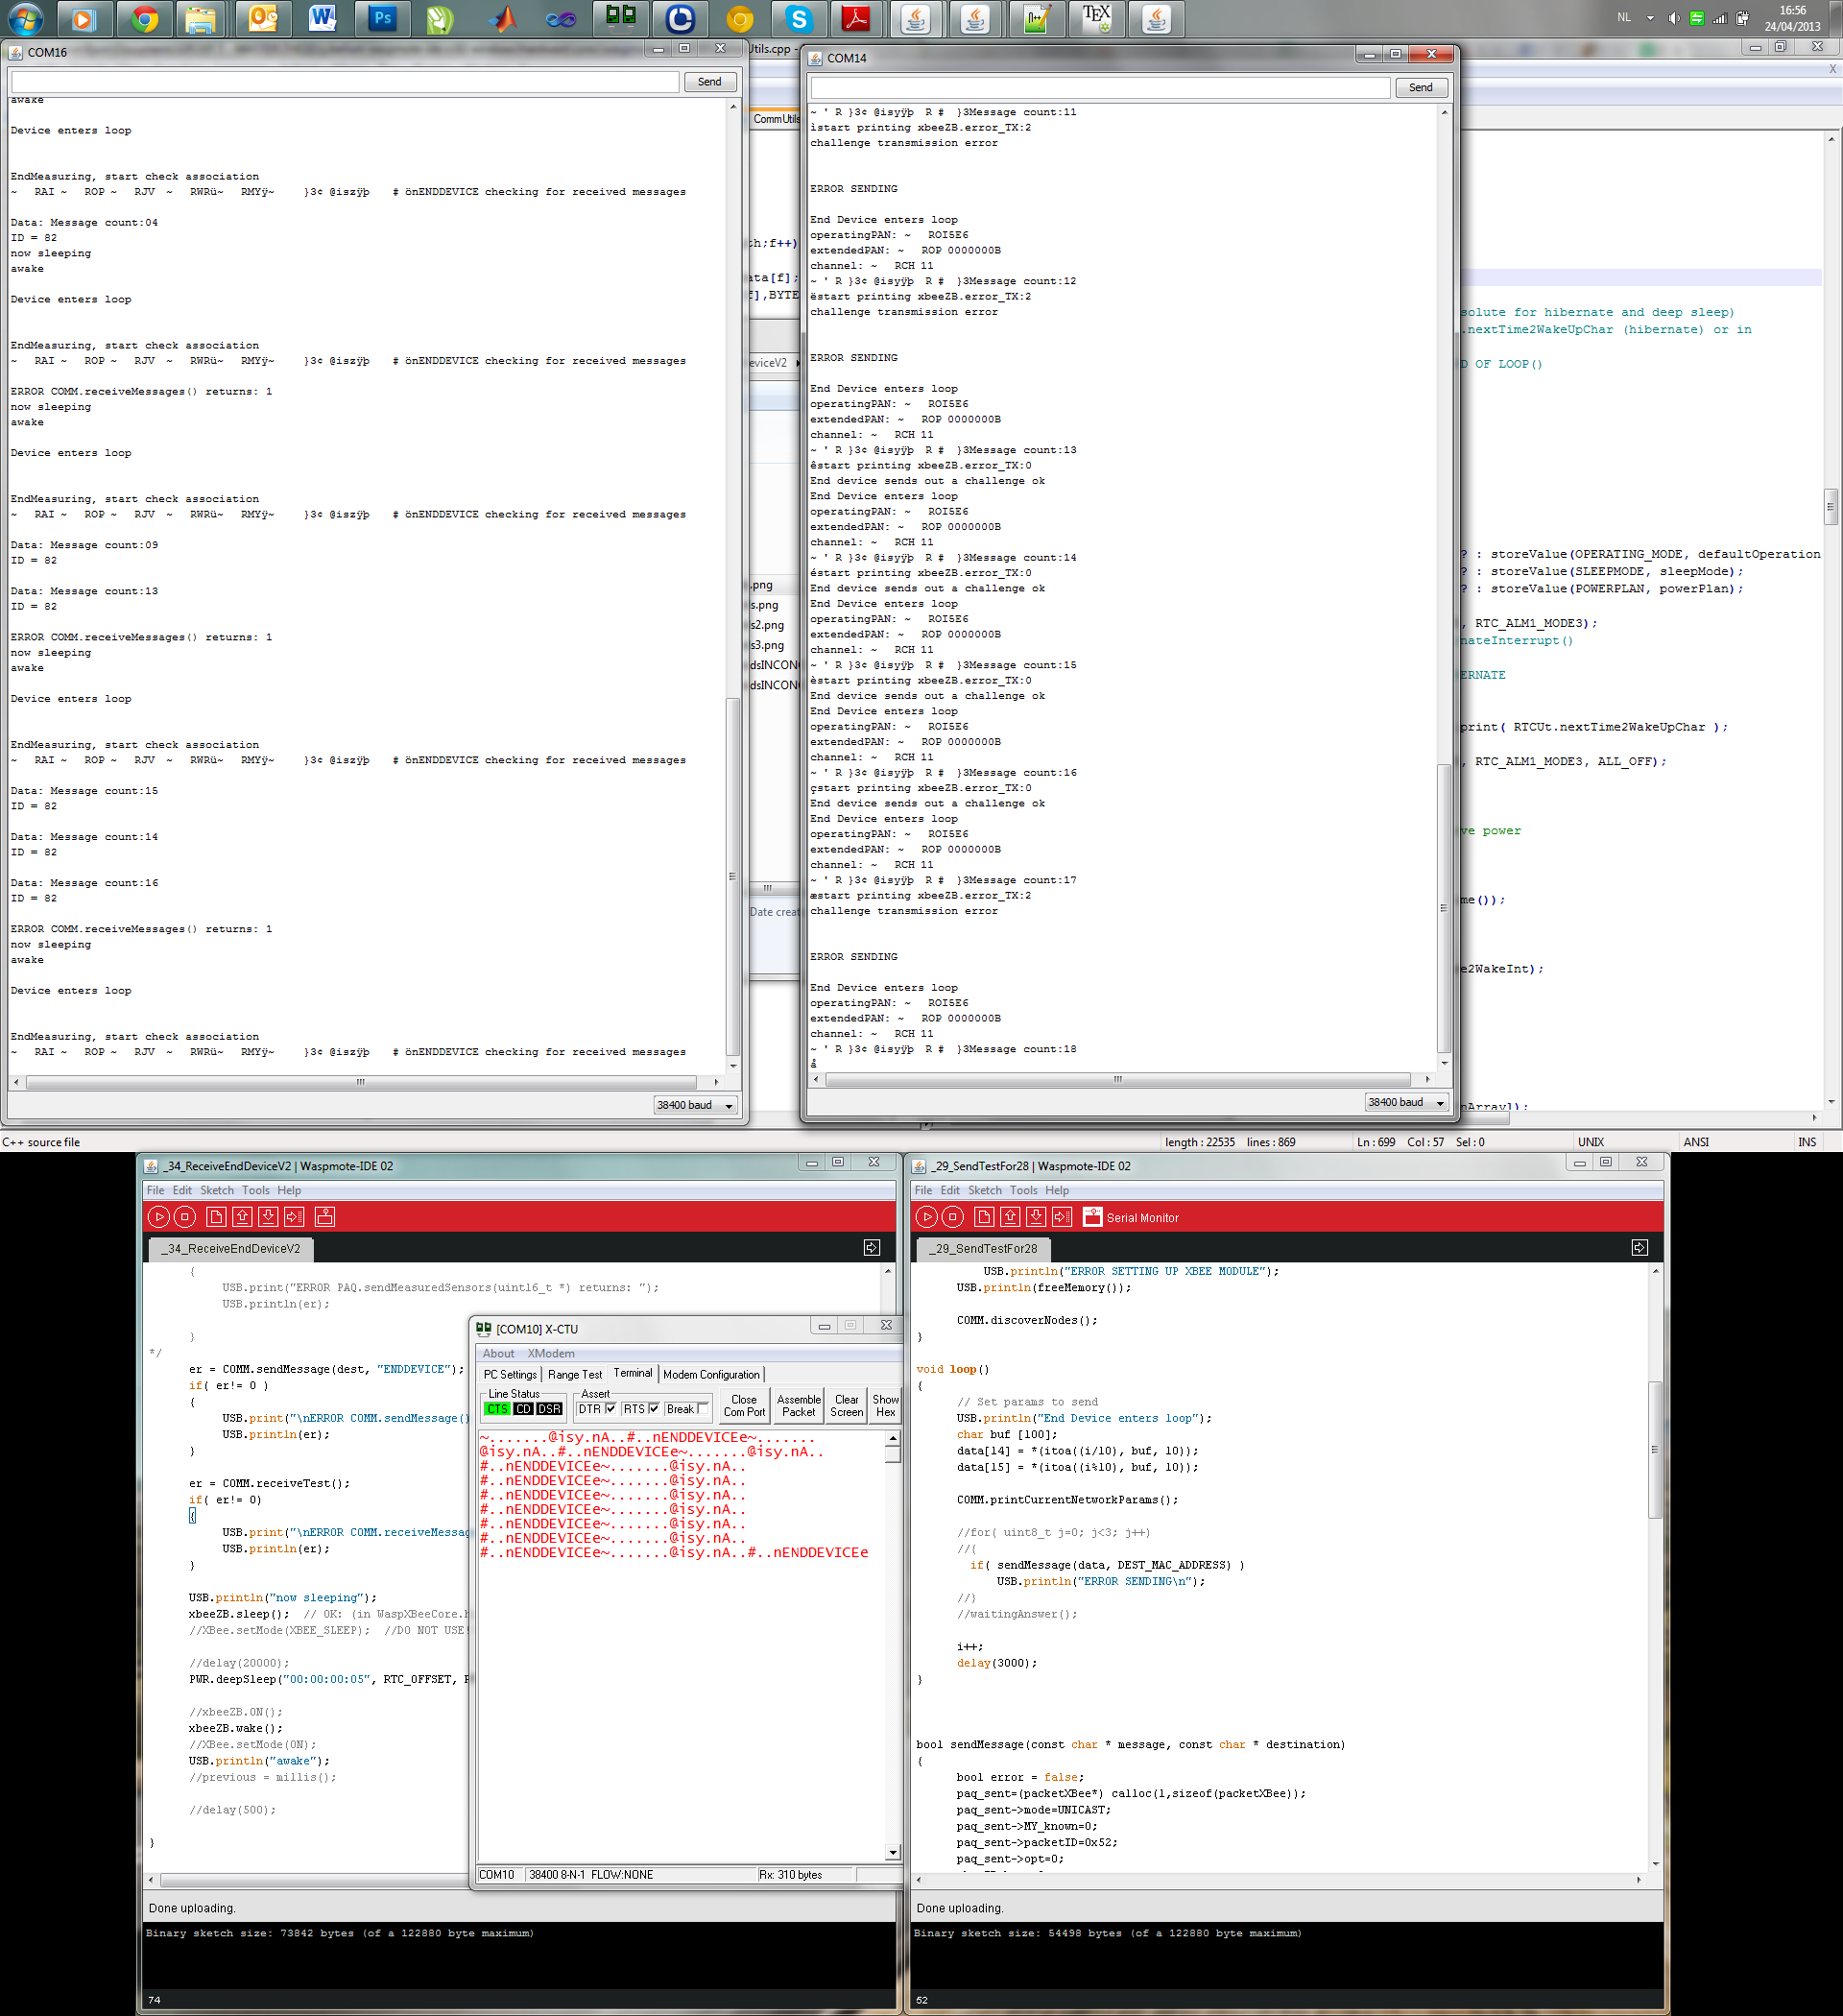 NL
16:56
24/04/2013
COM16
Send
awake
Device enters loop
EndMeasuring, start check association
~   RAI ~   ROP ~   RJV  ~   RWRü~   RMYÿ~     }3¢ @iszÿþ    # önENDDEVICE checking for received messages
Data: Message count:04
ID = 82
now sleeping
awake
Device enters loop
EndMeasuring, start check association
~   RAI ~   ROP ~   RJV  ~   RWRü~   RMYÿ~     }3¢ @iszÿþ    # önENDDEVICE checking for received messages
ERROR COMM.receiveMessages() returns: 1
now sleeping
awake
Device enters loop
EndMeasuring, start check association
~   RAI ~   ROP ~   RJV  ~   RWRü~   RMYÿ~     }3¢ @iszÿþ    # önENDDEVICE checking for received messages
Data: Message count:09
ID = 82
Data: Message count:13
ID = 82
ERROR COMM.receiveMessages() returns: 1
now sleeping
awake
Device enters loop
EndMeasuring, start check association
~   RAI ~   ROP ~   RJV  ~   RWRü~   RMYÿ~     }3¢ @iszÿþ    # önENDDEVICE checking for received messages
Data: Message count:15
ID = 82
Data: Message count:14
ID = 82
Data: Message count:16
ID = 82
ERROR COMM.receiveMessages() returns: 1
now sleeping
awake
Device enters loop
EndMeasuring, start check association
~   RAI ~   ROP ~   RJV  ~   RWRü~   RMYÿ~     }3¢ @iszÿþ    # önENDDEVICE checking for received messages
38400 baud
Utils.cpp -
CommUtils
th;f++)
ata[f];
f],BYTE
eviceV2
.png
s.png
s2.png
s3.png
dsINCON
dsINCON
Date creat
COM14
Send
~ ' R }3¢ @isyÿþ  R #  }3Message count:11
ìstart printing xbeeZB.error_TX:2
challenge transmission error
ERROR SENDING
End Device enters loop
operatingPAN: ~   ROI5E6
extendedPAN: ~   ROP 0000000B
channel: ~   RCH 11
~ ' R }3¢ @isyÿþ  R #  }3Message count:12
ëstart printing xbeeZB.error_TX:2
challenge transmission error
ERROR SENDING
End Device enters loop
operatingPAN: ~   ROI5E6
extendedPAN: ~   ROP 0000000B
channel: ~   RCH 11
~ ' R }3¢ @isyÿþ  R #  }3Message count:13
êstart printing xbeeZB.error_TX:0
End device sends out a challenge ok
End Device enters loop
operatingPAN: ~   ROI5E6
extendedPAN: ~   ROP 0000000B
channel: ~   RCH 11
~ ' R }3¢ @isyÿþ  R #  }3Message count:14
éstart printing xbeeZB.error_TX:0
End device sends out a challenge ok
End Device enters loop
operatingPAN: ~   ROI5E6
extendedPAN: ~   ROP 0000000B
channel: ~   RCH 11
~ ' R }3¢ @isyÿþ  R #  }3Message count:15
èstart printing xbeeZB.error_TX:0
End device sends out a challenge ok
End Device enters loop
operatingPAN: ~   ROI5E6
extendedPAN: ~   ROP 0000000B
channel: ~   RCH 11
~ ' R }3¢ @isyÿþ  R #  }3Message count:16
çstart printing xbeeZB.error_TX:0
End device sends out a challenge ok
End Device enters loop
operatingPAN: ~   ROI5E6
extendedPAN: ~   ROP 0000000B
channel: ~   RCH 11
~ ' R }3¢ @isyÿþ  R #  }3Message count:17
æstart printing xbeeZB.error_TX:2
challenge transmission error
ERROR SENDING
End Device enters loop
operatingPAN: ~   ROI5E6
extendedPAN: ~   ROP 0000000B
channel: ~   RCH 11
~ ' R }3¢ @isyÿþ  R #  }3Message count:18
å
38400 baud
solute for hibernate and deep sleep)
.nextTime2WakeUpChar (hibernate) or in
D OF LOOP()
? : storeValue(OPERATING_MODE, defaultOperation
? : storeValue(SLEEPMODE, sleepMode);
? : storeValue(POWERPLAN, powerPlan);
, RTC_ALM1_MODE3);
nateInterrupt()
ERNATE
print( RTCUt.nextTime2WakeUpChar );
, RTC_ALM1_MODE3, ALL_OFF);
ve power
me());
e2WakeInt);
nArray1);
C++ source file
length : 22535    lines : 869
Ln : 699    Col : 57    Sel : 0
UNIX
ANSI
INS
_34_ReceiveEndDeviceV2 | Waspmote-IDE 02
File Edit Sketch Tools Help
_34_ReceiveEndDeviceV2
{
USB.print("ERROR PAQ.sendMeasuredSensors(uint16_t *) returns: ");
USB.println(er);
}
*/
er = COMM.sendMessage(dest, "ENDDEVICE");
if( er!= 0 )
{
USB.print("\nERROR COMM.sendMessage()
USB.println(er);
}
er = COMM.receiveTest();
if( er!= 0)
{
USB.print("\nERROR COMM.receiveMessag
USB.println(er);
}
USB.println("now sleeping");
xbeeZB.sleep();  // OK: (in WaspXBeeCore.h
//XBee.setMode(XBEE_SLEEP);  //DO NOT USE!
//delay(20000);
PWR.deepSleep("00:00:00:05", RTC_OFFSET, R
//xbeeZB.ON();
xbeeZB.wake();
//XBee.setMode(ON);
USB.println("awake");
//previous = millis();
//delay(500);
}
Done uploading.
Binary sketch size: 73842 bytes (of a 122880 byte maximum)
74
[COM10] X-CTU
About XModem
PC Settings Range Test Terminal Modem Configuration
Line Status
CTS CD DSR
Assert
DTR RTS Break
Close Com Port
Assemble Packet
Clear Screen
Show Hex
~.......@isy.nA..#..nENDDEVICEe~.......
@isy.nA..#..nENDDEVICEe~.......@isy.nA..
#..nENDDEVICEe~.......@isy.nA..
#..nENDDEVICEe~.......@isy.nA..
#..nENDDEVICEe~.......@isy.nA..
#..nENDDEVICEe~.......@isy.nA..
#..nENDDEVICEe~.......@isy.nA..
#..nENDDEVICEe~.......@isy.nA..
#..nENDDEVICEe~.......@isy.nA..#..nENDDEVICEe
COM10
38400 8-N-1  FLOW:NONE
Rx: 310 bytes
_29_SendTestFor28 | Waspmote-IDE 02
File Edit Sketch Tools Help
Serial Monitor
_29_SendTestFor28
USB.println("ERROR SETTING UP XBEE MODULE");
USB.println(freeMemory());
COMM.discoverNodes();
}
void loop()
{
// Set params to send
USB.println("End Device enters loop");
char buf [100];
data[14] = *(itoa((i/10), buf, 10));
data[15] = *(itoa((i%10), buf, 10));
COMM.printCurrentNetworkParams();
//for( uint8_t j=0; j<3; j++)
//{
if( sendMessage(data, DEST_MAC_ADDRESS) )
USB.println("ERROR SENDING\n");
//}
//waitingAnswer();
i++;
delay(3000);
}
bool sendMessage(const char * message, const char * destination)
{
bool error = false;
paq_sent=(packetXBee*) calloc(1,sizeof(packetXBee));
paq_sent->mode=UNICAST;
paq_sent->MY_known=0;
paq_sent->packetID=0x52;
paq_sent->opt=0;
Done uploading.
Binary sketch size: 54498 bytes (of a 122880 byte maximum)
52